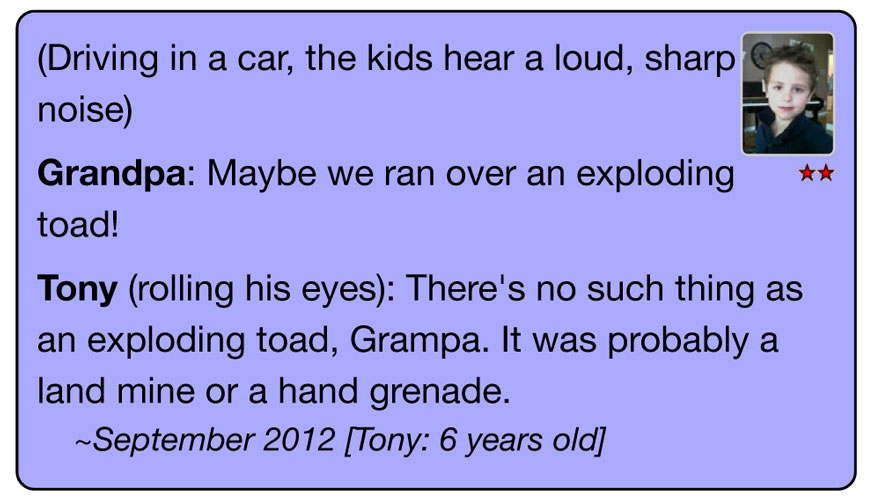 (Driving in a car, the kids hear a loud, sharp
noise)
Grandpa: Maybe we ran over an exploding
toad!
Tony (rolling his eyes): There's no such thing as
an exploding toad, Grampa. It was probably a
land mine or a hand grenade.
~September 2012 [Tony: 6 years old]